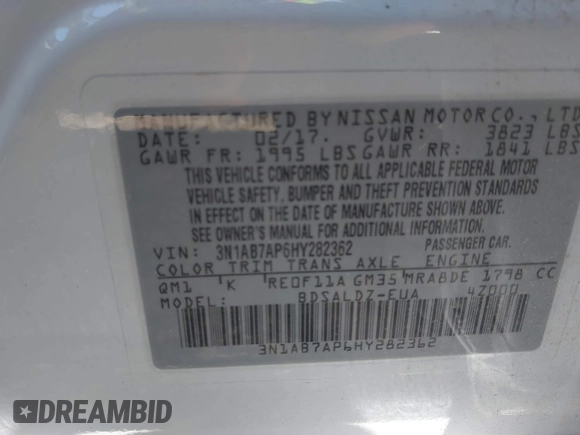 MANUFACTURED BY NISSAN MOTOR CO., LTD
DATE: 02/17. GVWR: 3823 LBS
GAWR FR: 1995 LBS GAWR RR: 1841 LBS
THIS VEHICLE CONFORMS TO ALL APPLICABLE FEDERAL MOTOR
VEHICLE SAFETY, BUMPER AND THEFT PREVENTION STANDARDS
IN EFFECT ON THE DATE OF MANUFACTURE SHOWN ABOVE.
SEE OWNER'S MANUAL FOR ADDITIONAL INFORMATION.
VIN: 3N1AB7AP6HY282362 PASSENGER CAR.
COLOR TRIM TRANS AXLE ENGINE
QM1 K RE0F11A GM35 MRA8DE 1798 CC
MODEL: BDSALDZ-EUA 4Z000
3N1AB7AP6HY282362
DREAMBID